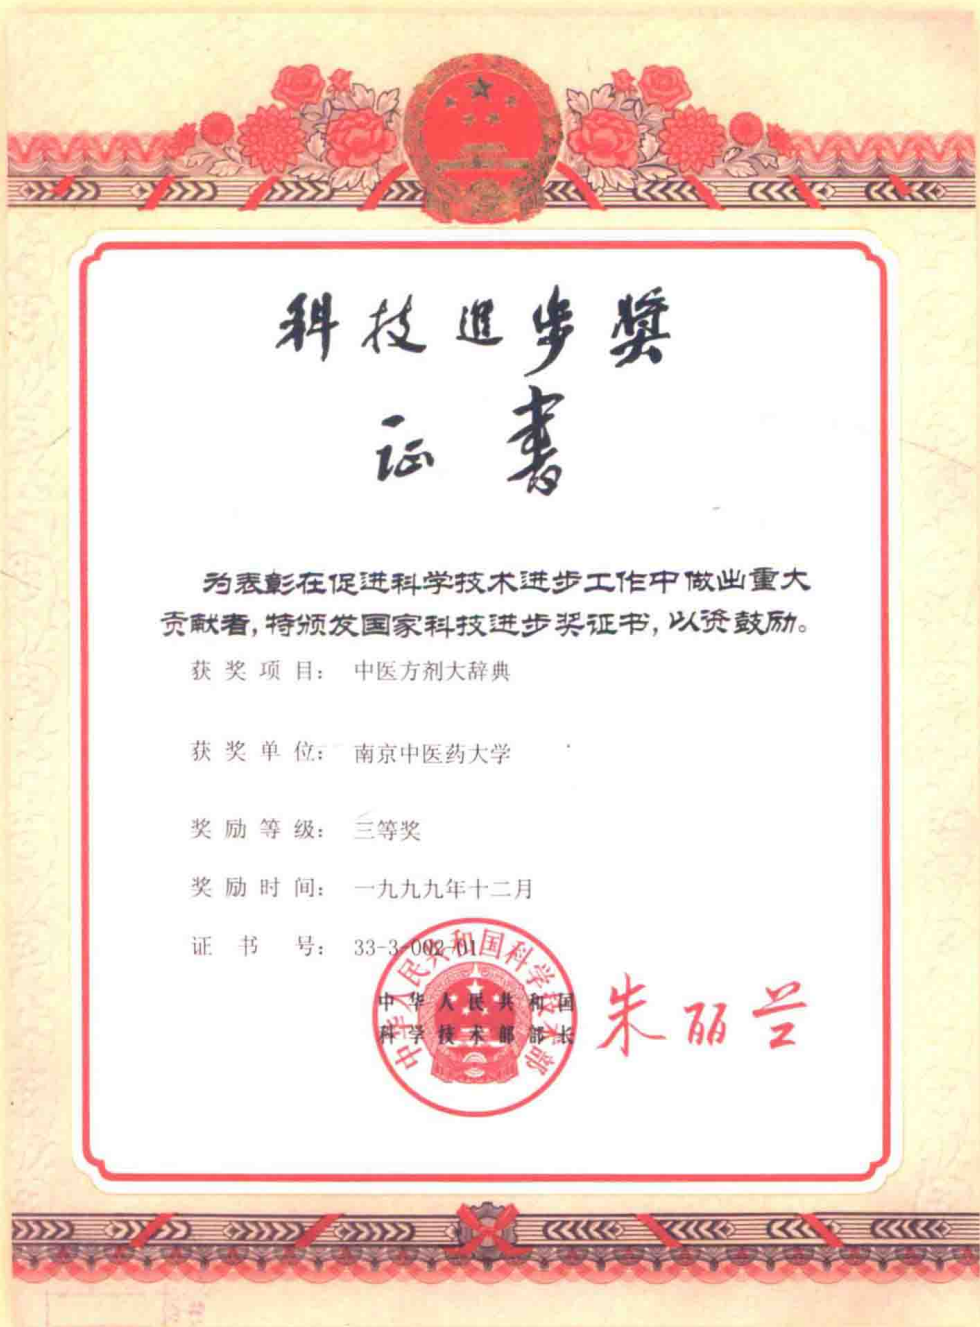 科技進步獎
证書
为表彰在促进科学技术进步工作中做出重大
贡献者，特颁发国家科技进步奖证书，以资鼓励。
获奖项目：中医方剂大辞典
获奖单位：南京中医药大学
奖励等级：三等奖
奖励时间：一九九九年十二月
证书号：33-3-002-01
中华人民共和国科学技术部
中华人民共和国
科学技术部部长
朱丽兰